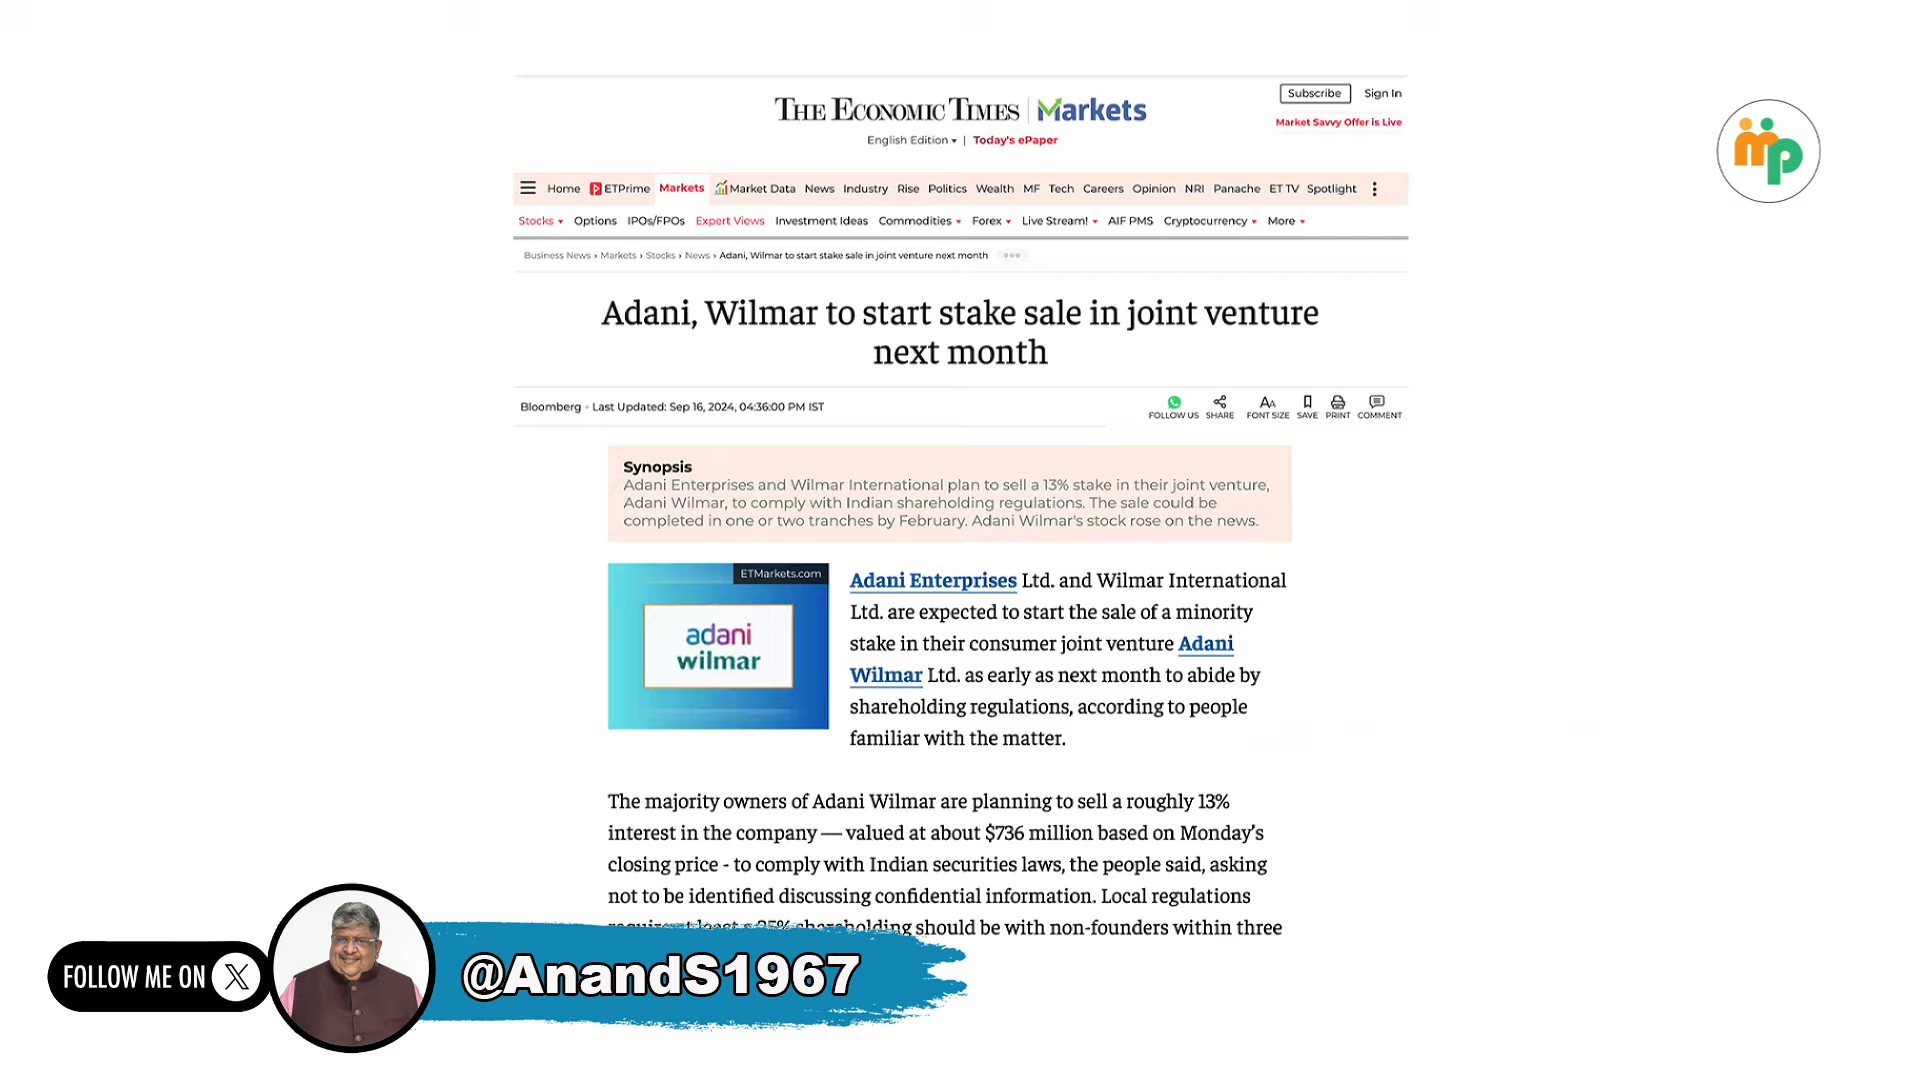 THE ECONOMIC TIMES | Markets
Subscribe Sign In
Market Savvy Offer is Live
English Edition | Today's ePaper
mp
Home ETPrime Markets Market Data News Industry Rise Politics Wealth MF Tech Careers Opinion NRI Panache ET TV Spotlight
Stocks Options IPOs/FPOs Expert Views Investment Ideas Commodities Forex Live Stream! AIF PMS Cryptocurrency More
Business News › Markets › Stocks › News › Adani, Wilmar to start stake sale in joint venture next month
Adani, Wilmar to start stake sale in joint venture
next month
Bloomberg • Last Updated: Sep 16, 2024, 04:36:00 PM IST
FOLLOW US SHARE FONT SIZE SAVE PRINT COMMENT
Synopsis
Adani Enterprises and Wilmar International plan to sell a 13% stake in their joint venture,
Adani Wilmar, to comply with Indian shareholding regulations. The sale could be
completed in one or two tranches by February. Adani Wilmar's stock rose on the news.
ETMarkets.com
adani
wilmar
Adani Enterprises Ltd. and Wilmar International
Ltd. are expected to start the sale of a minority
stake in their consumer joint venture Adani
Wilmar Ltd. as early as next month to abide by
shareholding regulations, according to people
familiar with the matter.
The majority owners of Adani Wilmar are planning to sell a roughly 13%
interest in the company — valued at about $736 million based on Monday's
closing price - to comply with Indian securities laws, the people said, asking
not to be identified discussing confidential information. Local regulations
shareholding should be with non-founders within three
FOLLOW ME ON X
@AnandS1967